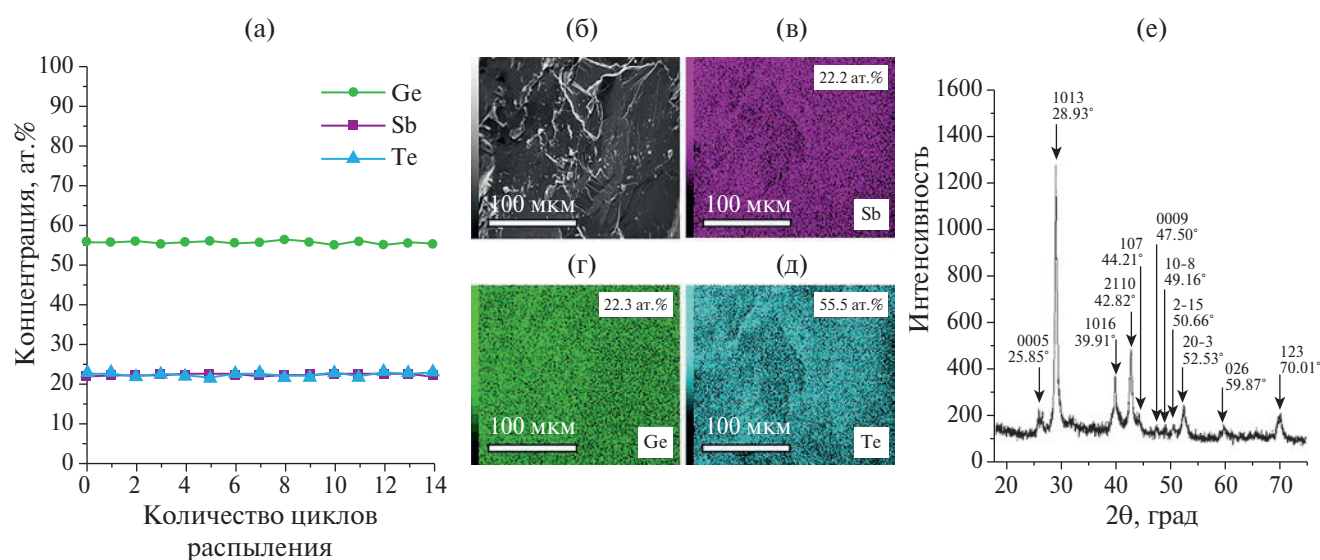 (а)
100
90
80
70
60
50
40
30
20
10
0
Концентрация, ат.%
Ge
Sb
Te
0
2
4
6
8
10
12
14
Количество циклов
распыления
(б)
100 мкм
(в)
22.2 ат.%
100 мкм
Sb
(г)
22.3 ат.%
100 мкм
Ge
(д)
55.5 ат.%
100 мкм
Te
(е)
1600
1400
1200
1000
800
600
400
200
0
Интенсивность
0005
25.85°
1013
28.93°
1016
39.91°
2110
42.82°
107
44.21°
0009
47.50°
10-8
49.16°
2-15
50.66°
20-3
52.53°
026
59.87°
123
70.01°
20
30
40
50
60
70
2θ, град